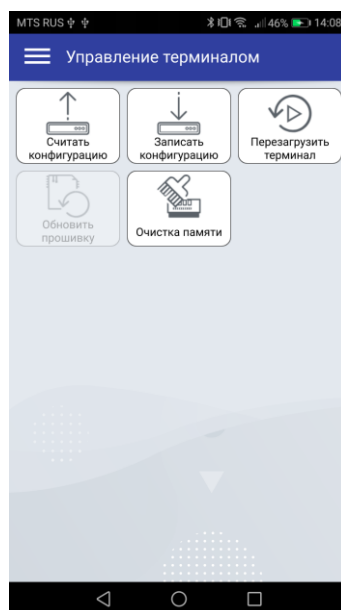 MTS RUS 46% 14:08
Управление терминалом
Считать
конфигурацию
Записать
конфигурацию
Перезагрузить
терминал
Обновить
прошивку
Очистка памяти